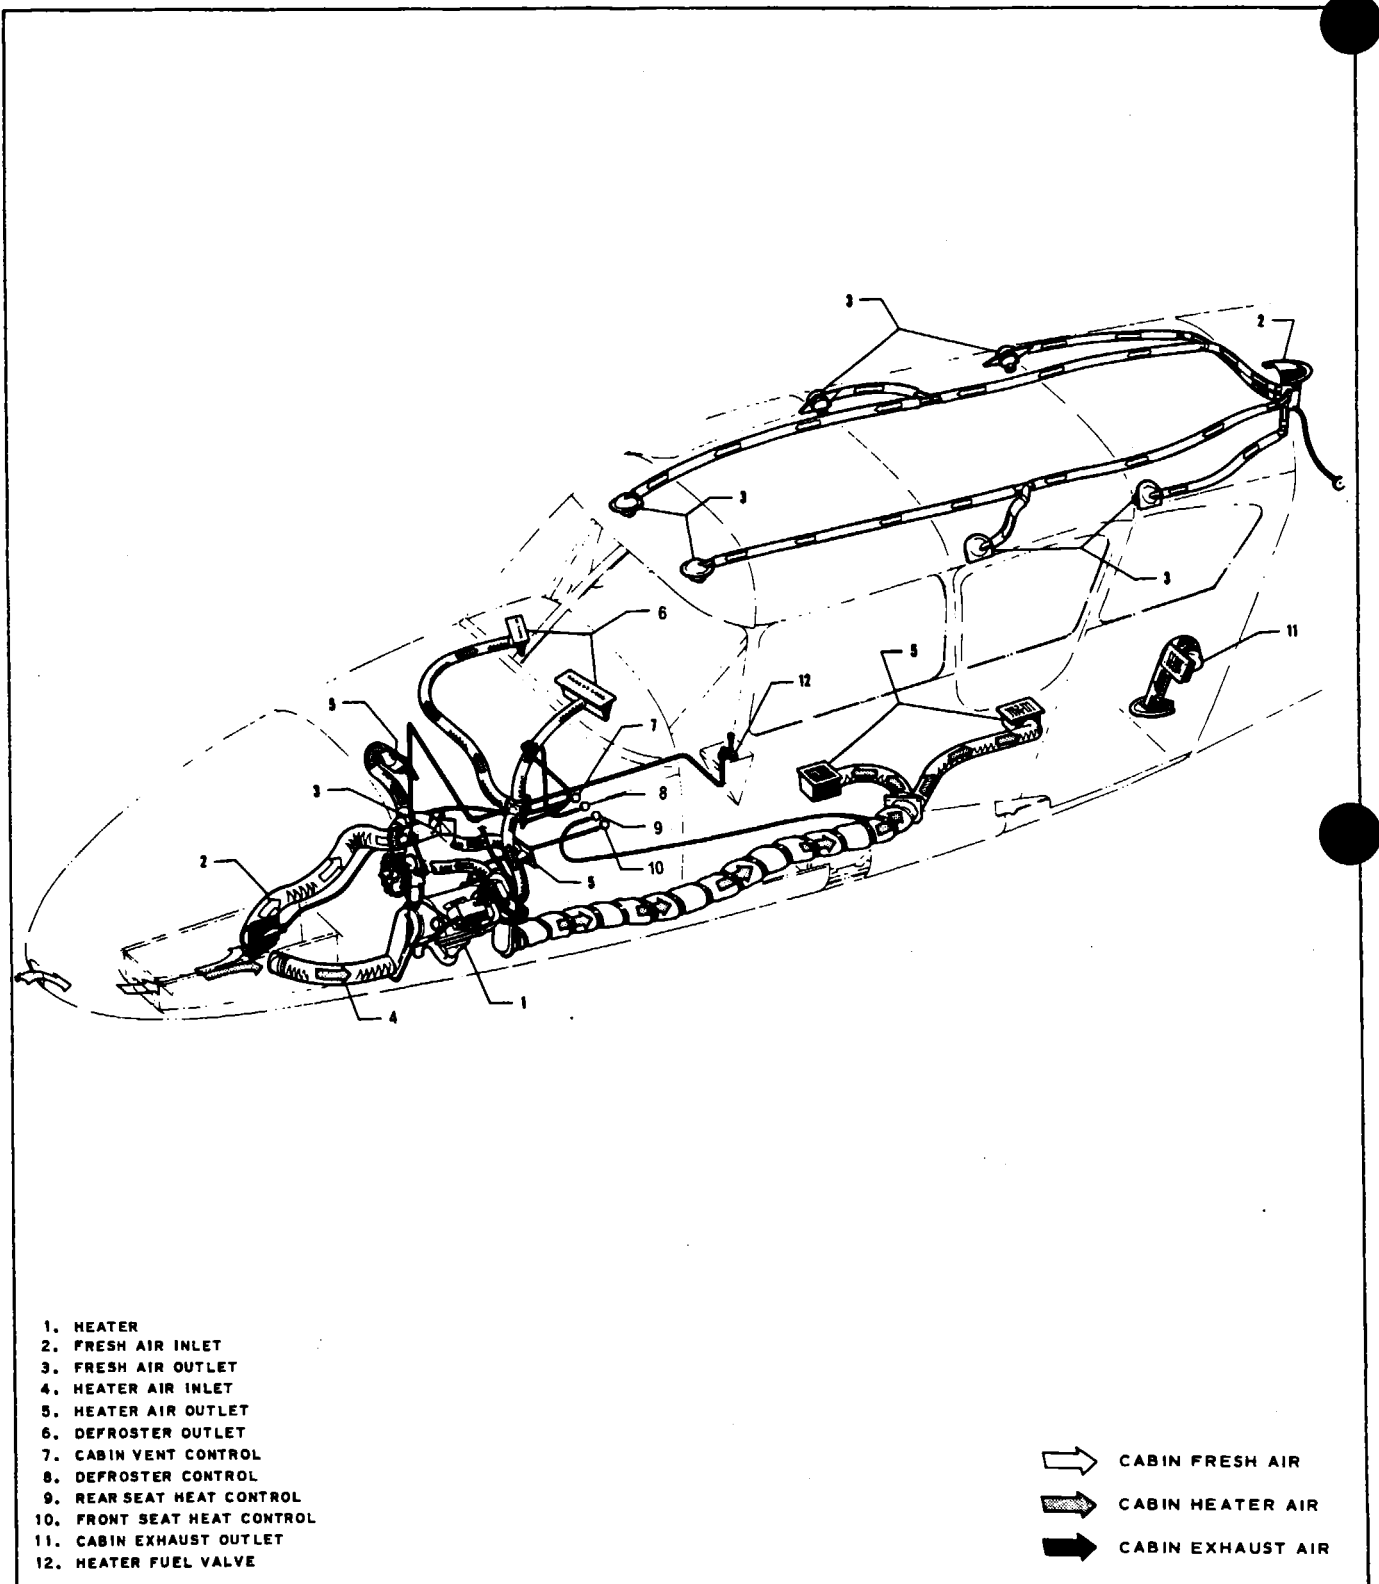 3
2
3
3
6
11
5
12
5
7
3
8
9
2
10
5
1
4
1. HEATER
2. FRESH AIR INLET
3. FRESH AIR OUTLET
4. HEATER AIR INLET
5. HEATER AIR OUTLET
6. DEFROSTER OUTLET
7. CABIN VENT CONTROL
8. DEFROSTER CONTROL
9. REAR SEAT HEAT CONTROL
10. FRONT SEAT HEAT CONTROL
11. CABIN EXHAUST OUTLET
12. HEATER FUEL VALVE
CABIN FRESH AIR
CABIN HEATER AIR
CABIN EXHAUST AIR